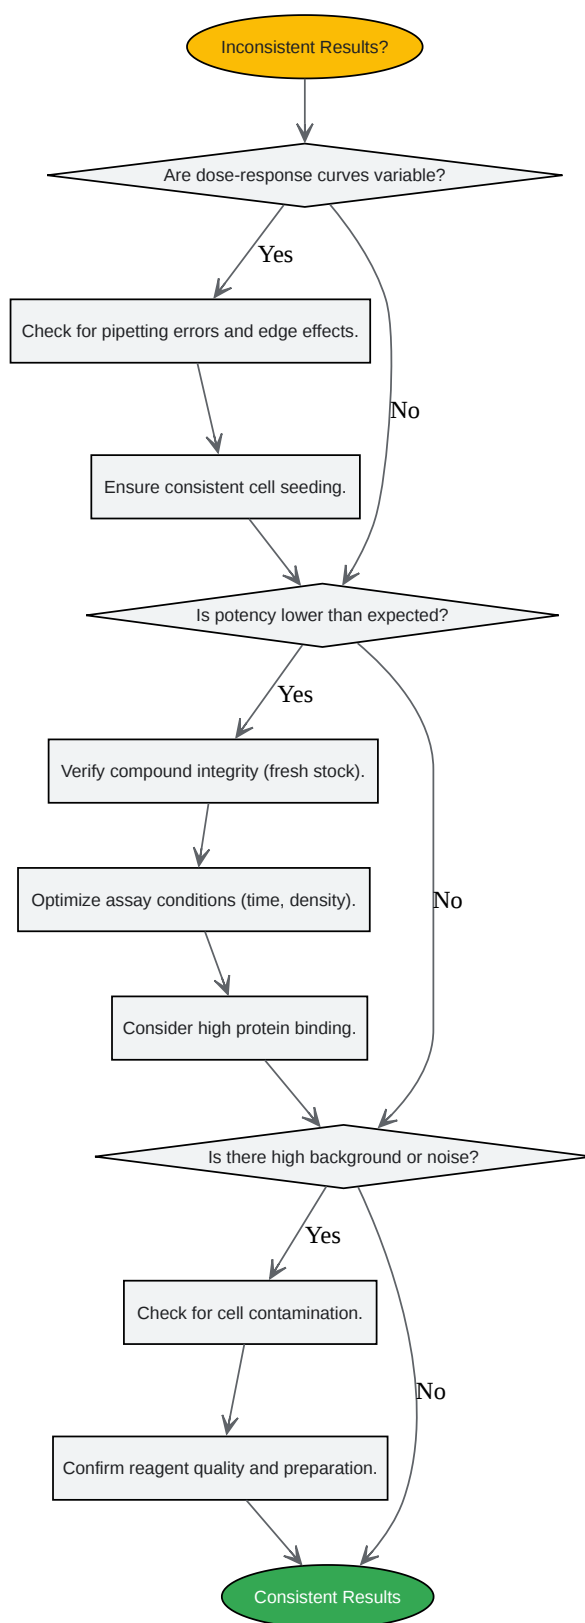 Inconsistent Results?
Are dose-response curves variable?
Yes
Check for pipetting errors and edge effects.
No
Ensure consistent cell seeding.
Is potency lower than expected?
Yes
Verify compound integrity (fresh stock).
Optimize assay conditions (time, density).
No
Consider high protein binding.
Is there high background or noise?
Yes
Check for cell contamination.
No
Confirm reagent quality and preparation.
Consistent Results